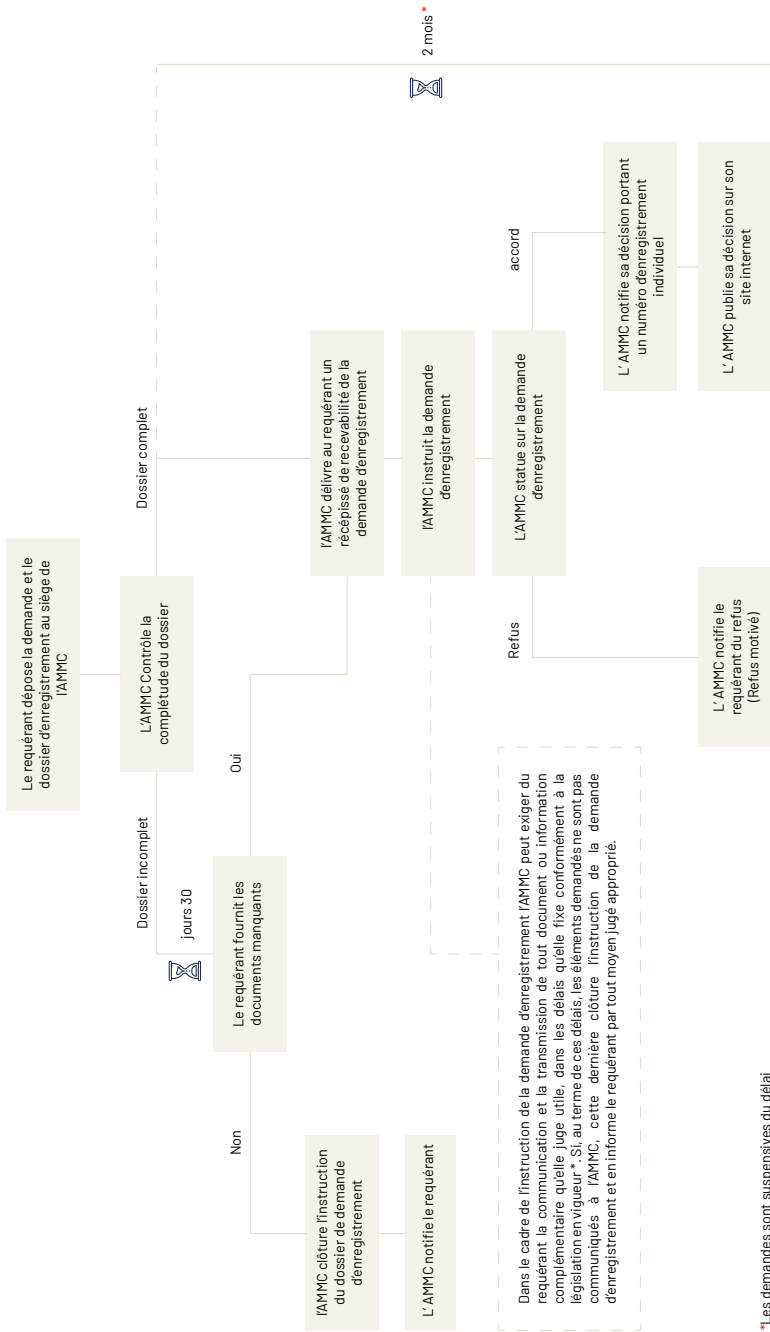 Le requérant dépose la demande et le
dossier d'enregistrement au siège de
l'AMMC
L'AMMC Contrôle la
complétude du dossier
Dossier incomplet
Dossier complet
jours 30
2 mois *
Le requérant fournit les
documents manquants
Non
Oui
l'AMMC clôture l'instruction
du dossier de demande
d'enregistrement
L' AMMC notifie le requérant
l'AMMC délivre au requérant un
récépissé de recevabilité de la
demande d'enregistrement
l'AMMC instruit la demande
d'enregistrement
L'AMMC statue sur la demande
d'enregistrement
Refus
accord
Dans le cadre de l'instruction de la demande d'enregistrement l'AMMC peut exiger du
requérant la communication et la transmission de tout document ou information
complémentaire qu'elle juge utile, dans les délais qu'elle fixe conformément à la
législation en vigueur *. Si, au terme de ces délais, les éléments demandés ne sont pas
communiqués à l'AMMC, cette dernière clôture l'instruction de la demande
d'enregistrement et en informe le requérant par tout moyen jugé approprié.
L' AMMC notifie le
requérant du refus
(Refus motivé)
L' AMMC notifie sa décision portant
un numéro d'enregistrement
individuel
L' AMMC publie sa décision sur son
site internet
*Les demandes sont suspensives du délai